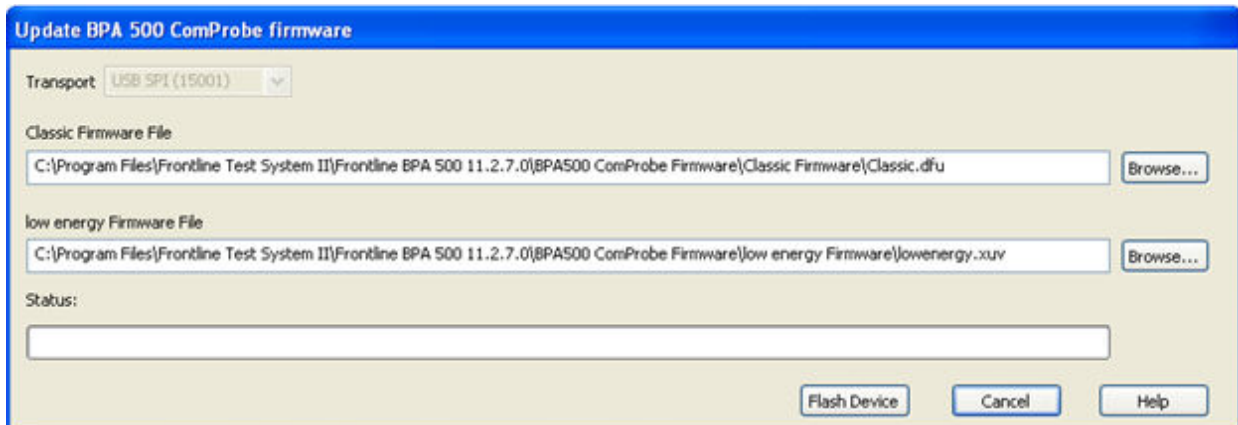 Update BPA 500 ComProbe firmware
Transport USB SPI (15001)
Classic Firmware File
C:\Program Files\Frontline Test System II\Frontline BPA 500 11.2.7.0\BPA500 ComProbe Firmware\Classic Firmware\Classic.dfu Browse...
low energy Firmware File
C:\Program Files\Frontline Test System II\Frontline BPA 500 11.2.7.0\BPA500 ComProbe Firmware\low energy Firmware\lowenergy.xuv Browse...
Status:
Flash Device Cancel Help